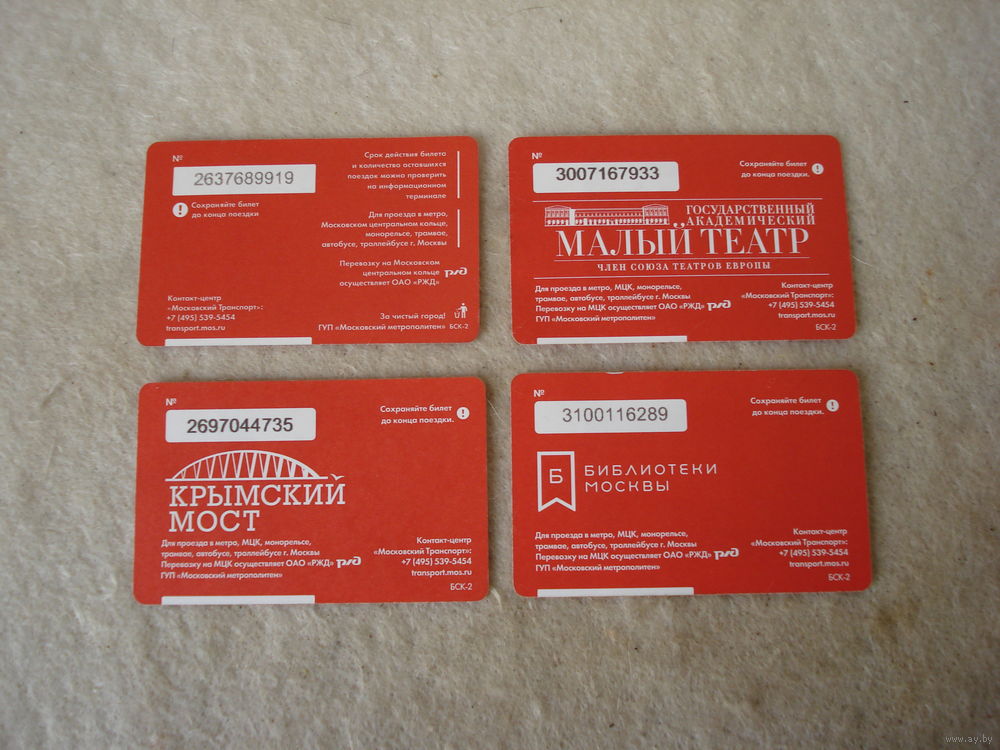 №
2637689919
Сохраняйте билет
до конца поездки
Срок действия билета
и количество оставшихся
поездок можно проверить
на информационном
терминале
Для проезда в метро,
Московском центральном кольце,
монорельсе, трамвае,
автобусе, троллейбусе г. Москвы
Перевозку на Московском
центральном кольце
осуществляет ОАО «РЖД»
ржд
Контакт-центр
«Московский Транспорт»:
+7 (495) 539-5454
transport.mos.ru
За чистый город!
ГУП «Московский метрополитен» БСК-2
№
3007167933
Сохраняйте билет
до конца поездки.
ГОСУДАРСТВЕННЫЙ
АКАДЕМИЧЕСКИЙ
МАЛЫЙ ТЕАТР
ЧЛЕН СОЮЗА ТЕАТРОВ ЕВРОПЫ
Для проезда в метро, МЦК, монорельсе,
трамвае, автобусе, троллейбусе г. Москвы
Перевозку на МЦК осуществляет ОАО «РЖД» ржд
ГУП «Московский метрополитен»
Контакт-центр
«Московский Транспорт»:
+7 (495) 539-5454
transport.mos.ru
БСК-2
№
2697044735
Сохраняйте билет
до конца поездки.
КРЫМСКИЙ
МОСТ
Для проезда в метро, МЦК, монорельсе,
трамвае, автобусе, троллейбусе г. Москвы
Перевозку на МЦК осуществляет ОАО «РЖД» ржд
ГУП «Московский метрополитен»
Контакт-центр
«Московский Транспорт»:
+7 (495) 539-5454
transport.mos.ru
БСК-2
№
3100116289
Сохраняйте билет
до конца поездки.
Б
БИБЛИОТЕКИ
МОСКВЫ
Для проезда в метро, МЦК, монорельсе,
трамвае, автобусе, троллейбусе г. Москвы
Перевозку на МЦК осуществляет ОАО «РЖД» ржд
ГУП «Московский метрополитен»
Контакт-центр
«Московский Транспорт»:
+7 (495) 539-5454
transport.mos.ru
БСК-2
www.ay.by